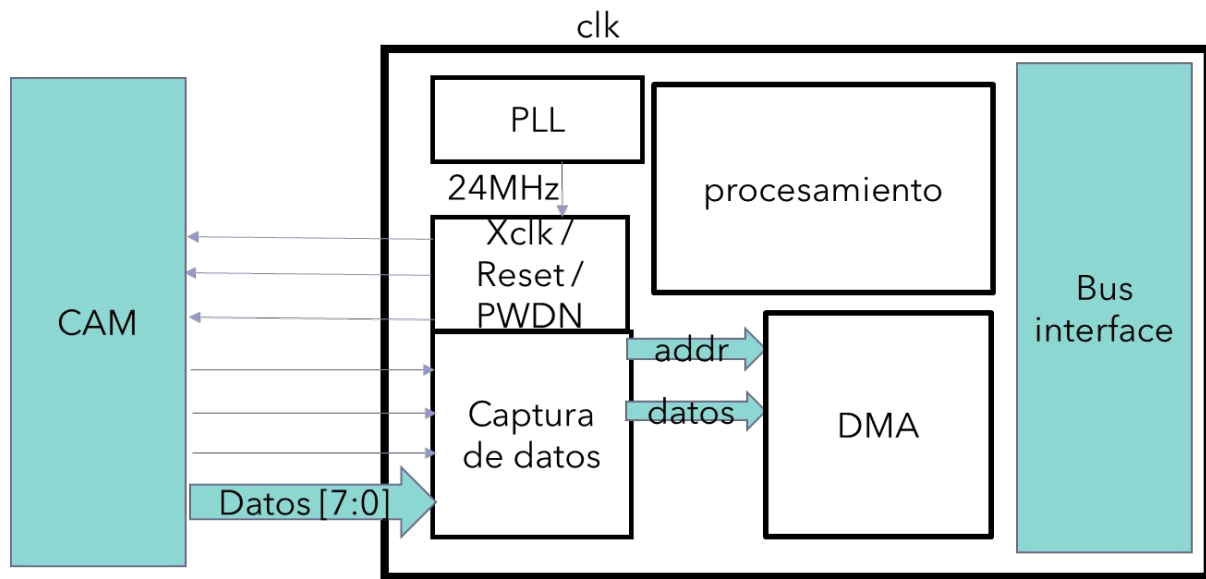 clk
PLL
24MHz
Xclk /
Reset /
PWDN
procesamiento
CAM
Bus
interface
addr
datos
Captura
de datos
DMA
Datos [7:0]